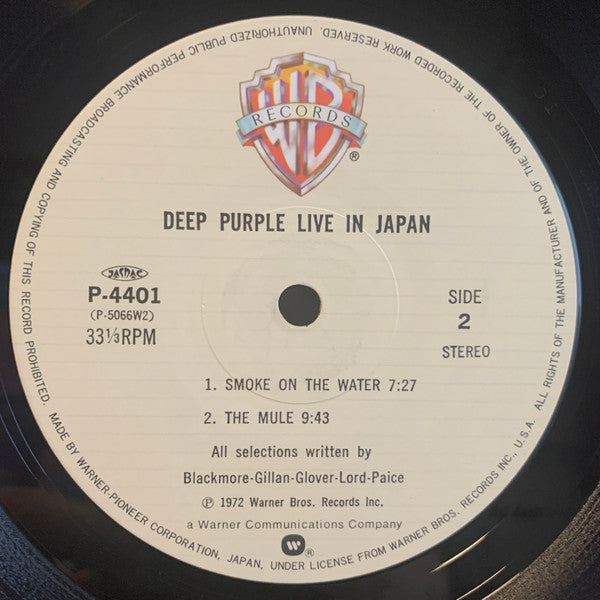 WB
RECORDS
®
DEEP PURPLE LIVE IN JAPAN
JASRAC
P-4401
(P-5066W2)
33⅓RPM
SIDE
2
STEREO
1. SMOKE ON THE WATER 7:27
2. THE MULE 9:43
All selections written by
Blackmore-Gillan-Glover-Lord-Paice
Ⓟ 1972 Warner Bros. Records Inc.
a Warner Communications Company
®
MADE BY WARNER-PIONEER CORPORATION, JAPAN, UNDER LICENSE FROM WARNER BROS. RECORDS INC., U.S.A. ALL RIGHTS OF THE MANUFACTURER AND OF THE OWNER OF THE RECORDED WORK RESERVED. UNAUTHORIZED PUBLIC PERFORMANCE BROADCASTING AND COPYING OF THIS RECORD PROHIBITED.